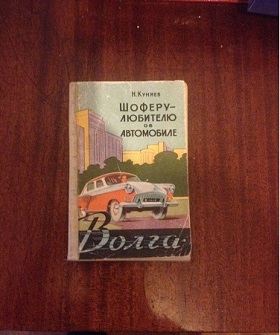 Н. Куняев
ШОФЕРУ-
ЛЮБИТЕЛЮ
ОБ
АВТОМОБИЛЕ
Волга